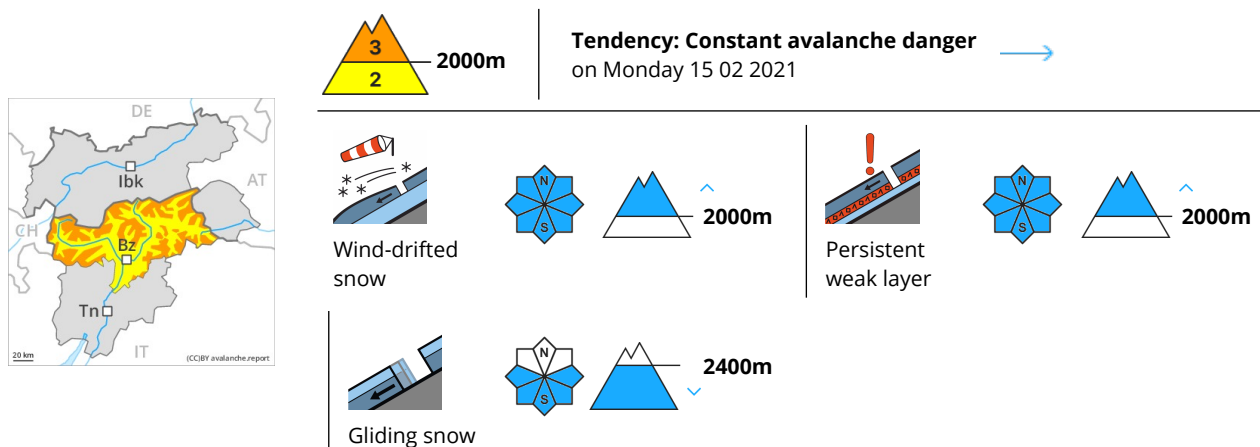 3
2000m
2
Tendency: Constant avalanche danger
on Monday 15 02 2021
DE
Ibk
AT
CH
Bz
Tn
IT
20 km
(CC)BY avalanche.report
N
S
2000m
Wind-drifted
snow
N
S
2000m
Persistent
weak layer
N
S
2400m
Gliding snow